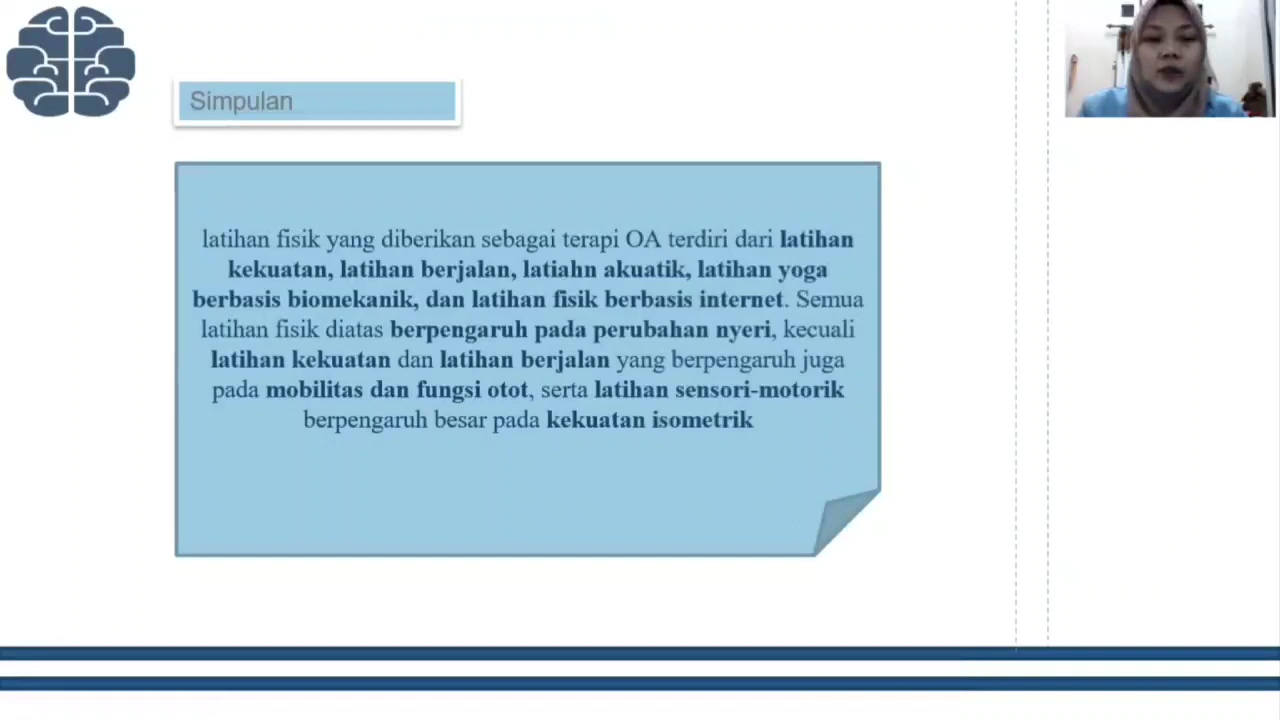 Simpulan
latihan fisik yang diberikan sebagai terapi OA terdiri dari latihan
kekuatan, latihan berjalan, latiahn akuatik, latihan yoga
berbasis biomekanik, dan latihan fisik berbasis internet. Semua
latihan fisik diatas berpengaruh pada perubahan nyeri, kecuali
latihan kekuatan dan latihan berjalan yang berpengaruh juga
pada mobilitas dan fungsi otot, serta latihan sensori-motorik
berpengaruh besar pada kekuatan isometrik